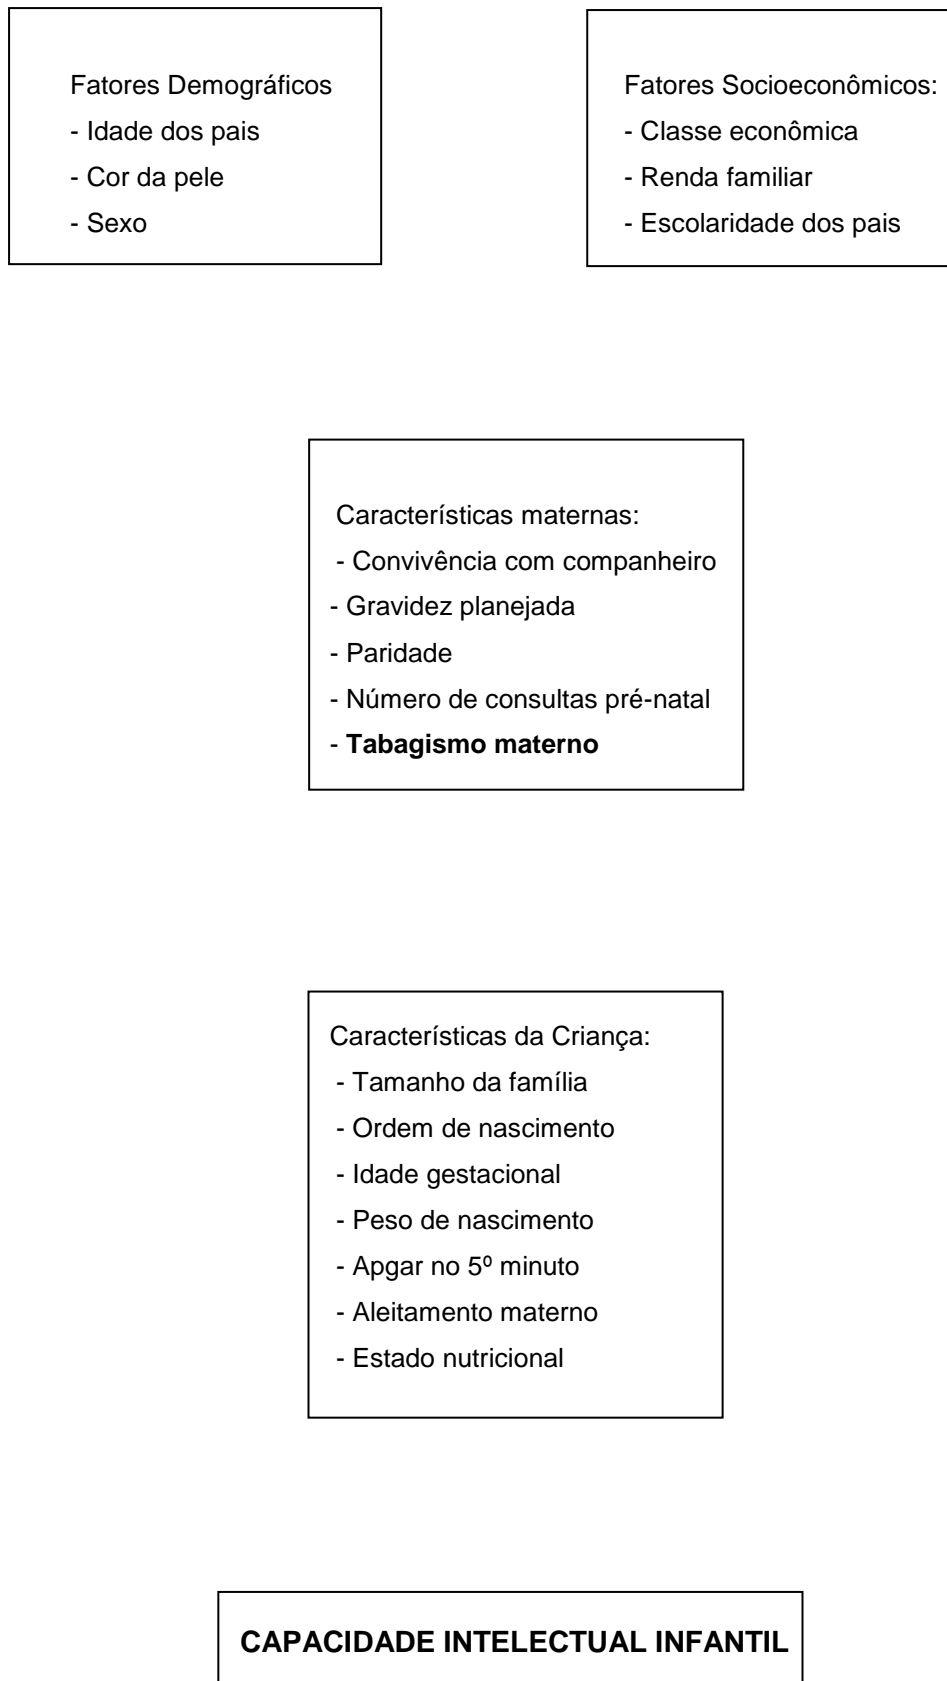 Fatores Demográficos
- Idade dos pais
- Cor da pele
- Sexo
Fatores Socioeconômicos:
- Classe econômica
- Renda familiar
- Escolaridade dos pais
Características maternas:
- Convivência com companheiro
- Gravidez planejada
- Paridade
- Número de consultas pré-natal
- Tabagismo materno
Características da Criança:
- Tamanho da família
- Ordem de nascimento
- Idade gestacional
- Peso de nascimento
- Apgar no 5º minuto
- Aleitamento materno
- Estado nutricional
CAPACIDADE INTELECTUAL INFANTIL